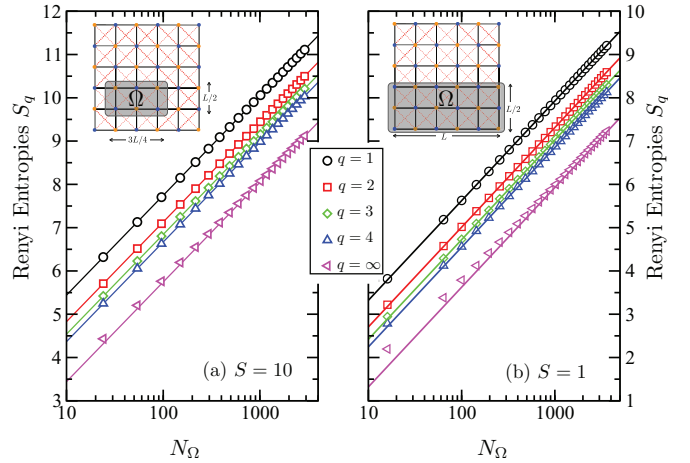 Renyi Entropies S_q
12
11
10
9
8
7
6
5
4
3
10
100
1000
N_Ω
Ω
L/2
3L/4
(a) S = 10
q = 1
q = 2
q = 3
q = 4
q = ∞
Ω
L/2
L
(b) S = 1
10
100
1000
N_Ω
10
9
8
7
6
5
4
3
2
1
0
Renyi Entropies S_q